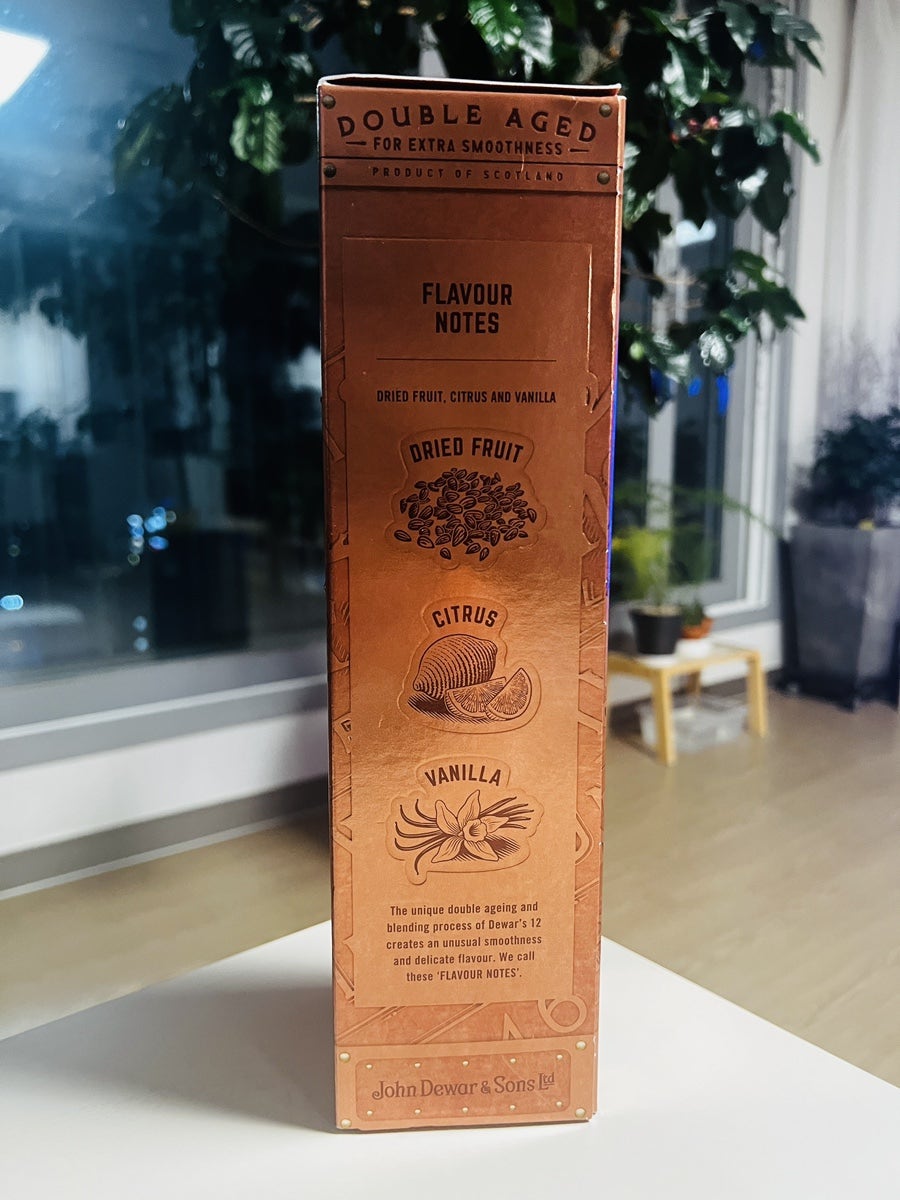 DOUBLE AGED
FOR EXTRA SMOOTHNESS
PRODUCT OF SCOTLAND
FLAVOUR
NOTES
DRIED FRUIT, CITRUS AND VANILLA
DRIED FRUIT
CITRUS
VANILLA
The unique double ageing and
blending process of Dewar's 12
creates an unusual smoothness
and delicate flavour. We call
these 'FLAVOUR NOTES'.
John Dewar & Sons Ltd